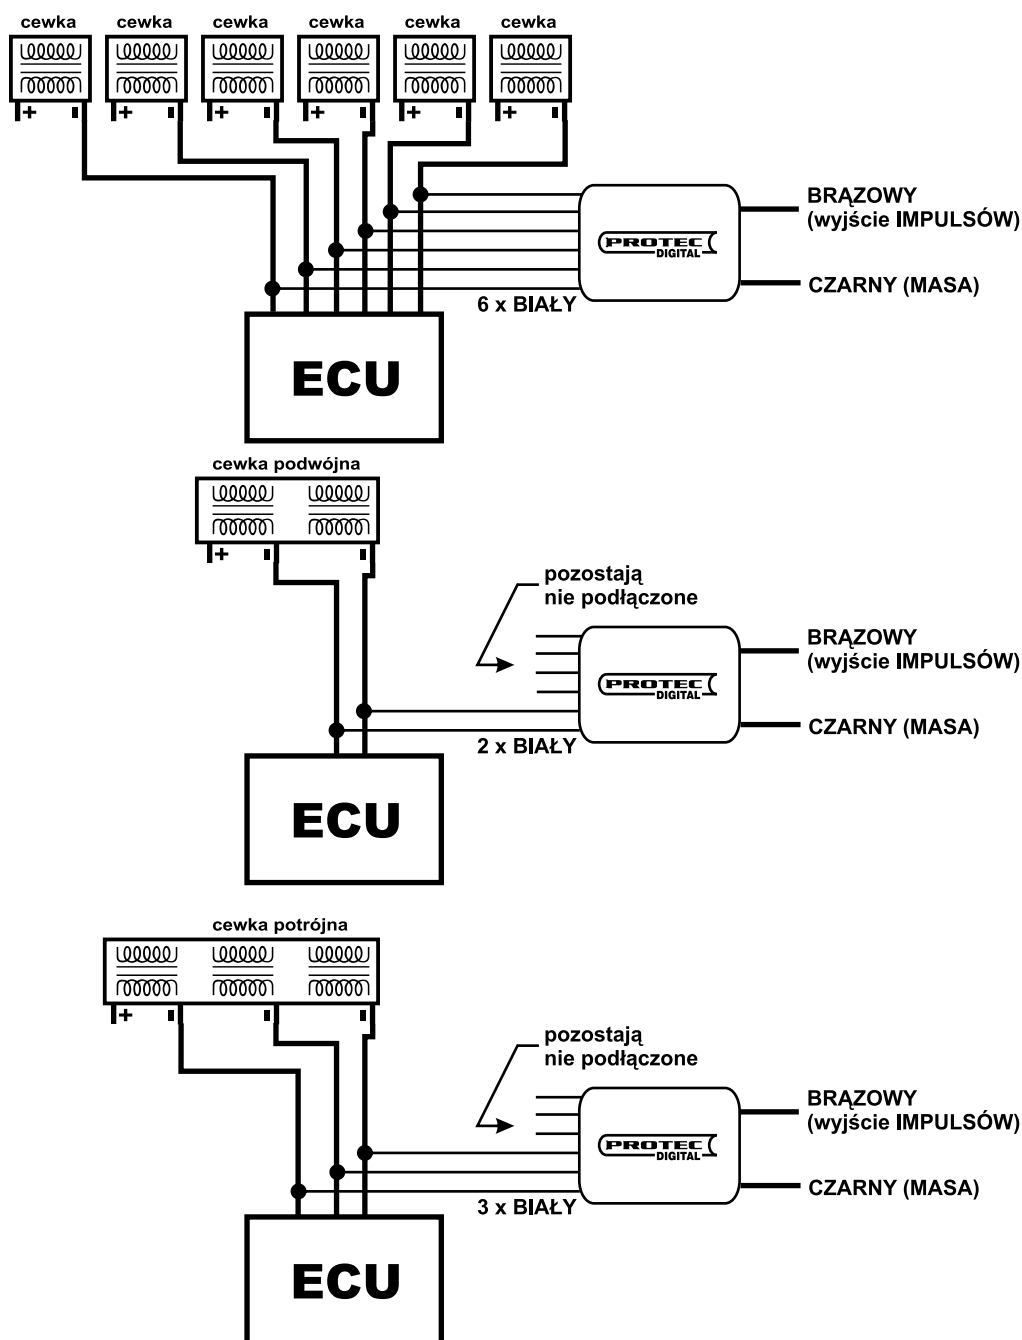 cewka cewka cewka cewka cewka cewka
+ - + - + - + - + - + -
BRĄZOWY
(wyjście IMPULSÓW)
PROTEC
DIGITAL
CZARNY (MASA)
6 x BIAŁY
ECU
cewka podwójna
+ - -
pozostają
nie podłączone
BRĄZOWY
(wyjście IMPULSÓW)
PROTEC
DIGITAL
CZARNY (MASA)
2 x BIAŁY
ECU
cewka potrójna
+ - - -
pozostają
nie podłączone
BRĄZOWY
(wyjście IMPULSÓW)
PROTEC
DIGITAL
CZARNY (MASA)
3 x BIAŁY
ECU